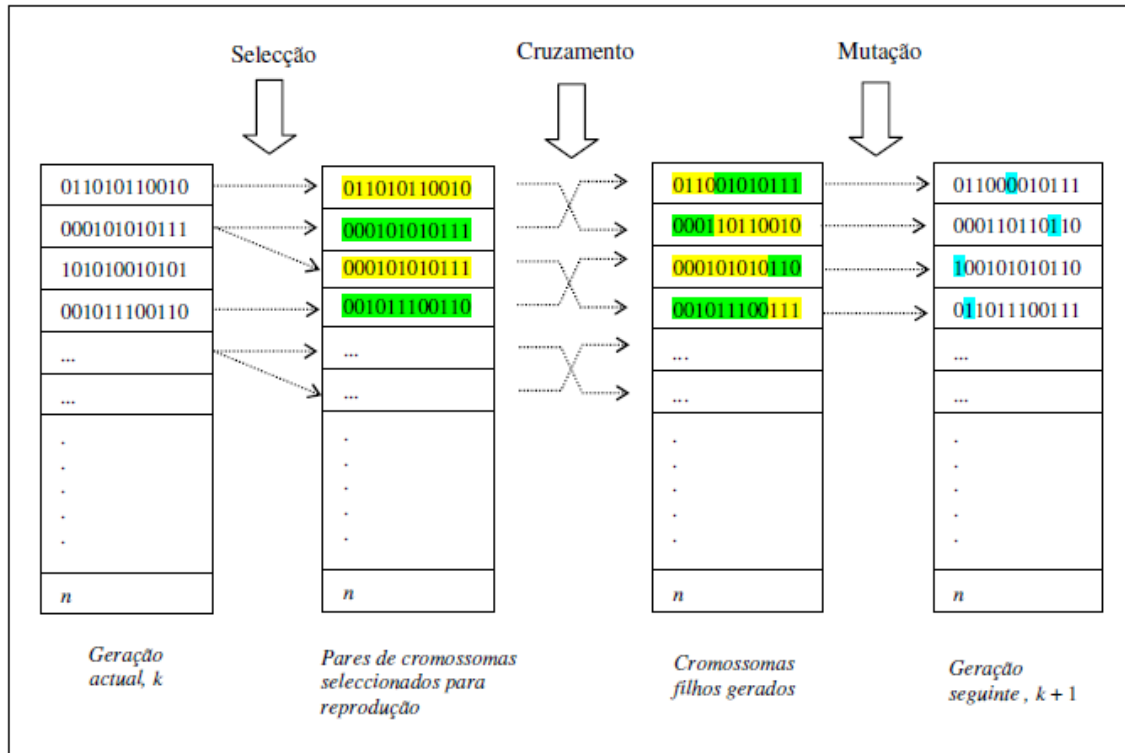 Selecção
Cruzamento
Mutação
011010110010
000101010111
101010010101
001011100110
...
...
.
.
.
.
.
n
Geração
actual, k
011010110010
000101010111
000101010111
001011100110
...
...
.
.
.
.
.
n
Pares de cromossomas
seleccionados para
reprodução
011001010111
000110110010
000101010110
001011100111
...
...
.
.
.
.
.
n
Cromossomas
filhos gerados
011000010111
000110110110
100101010110
011011100111
...
...
.
.
.
.
.
n
Geração
seguinte , k + 1